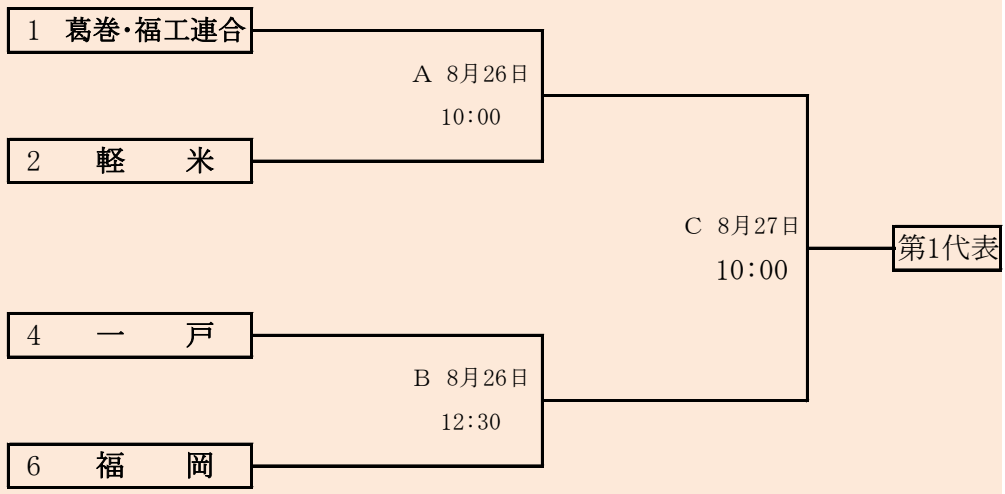 1 葛巻・福工連合
A 8月26日
10：00
2 軽 米
C 8月27日
10：00
第1代表
4 一 戸
B 8月26日
12：30
6 福 岡